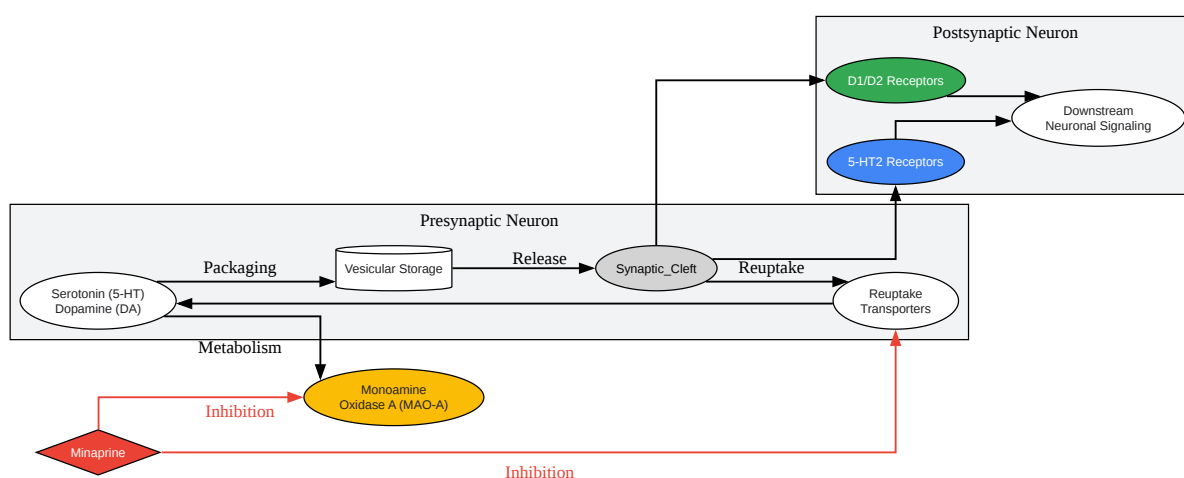 Postsynaptic Neuron
D1/D2 Receptors
Downstream
Neuronal Signaling
5-HT2 Receptors
Presynaptic Neuron
Packaging
Vesicular Storage
Release
Synaptic_Cleft
Reuptake
Serotonin (5-HT)
Dopamine (DA)
Reuptake
Transporters
Metabolism
Monoamine
Oxidase A (MAO-A)
Inhibition
Minaprine
Inhibition